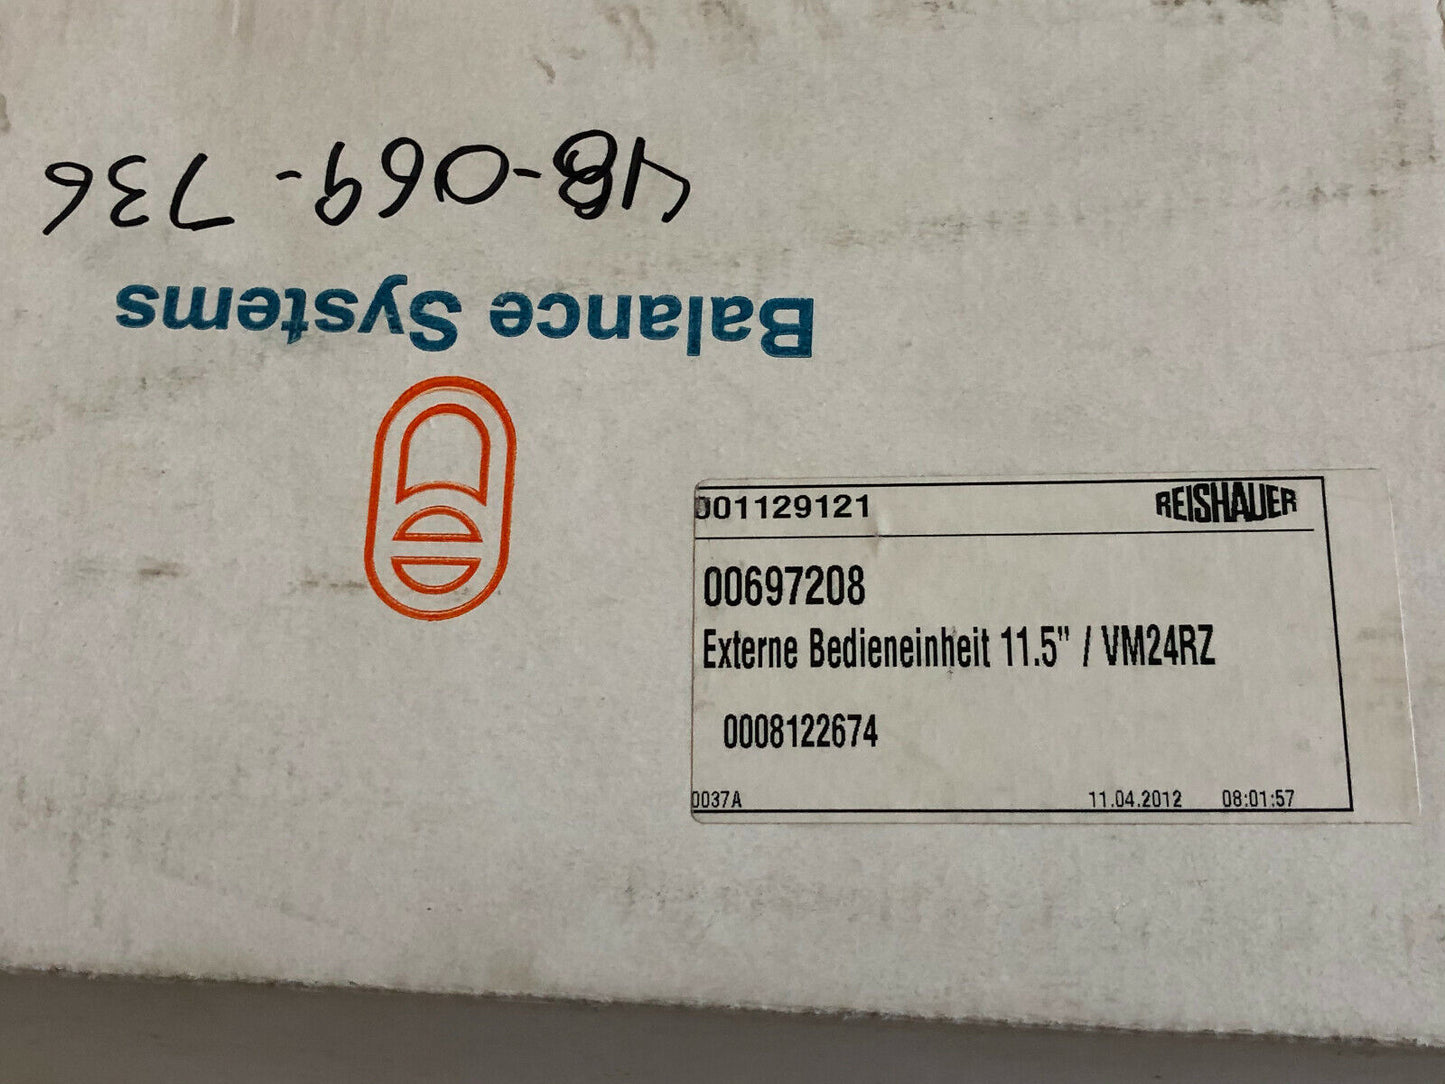 48-069-736
Balance Systems
001129121
REISHAUER
00697208
Externe Bedieneinheit 11.5" / VM24RZ
0008122674
0037A 11.04.2012 08:01:57